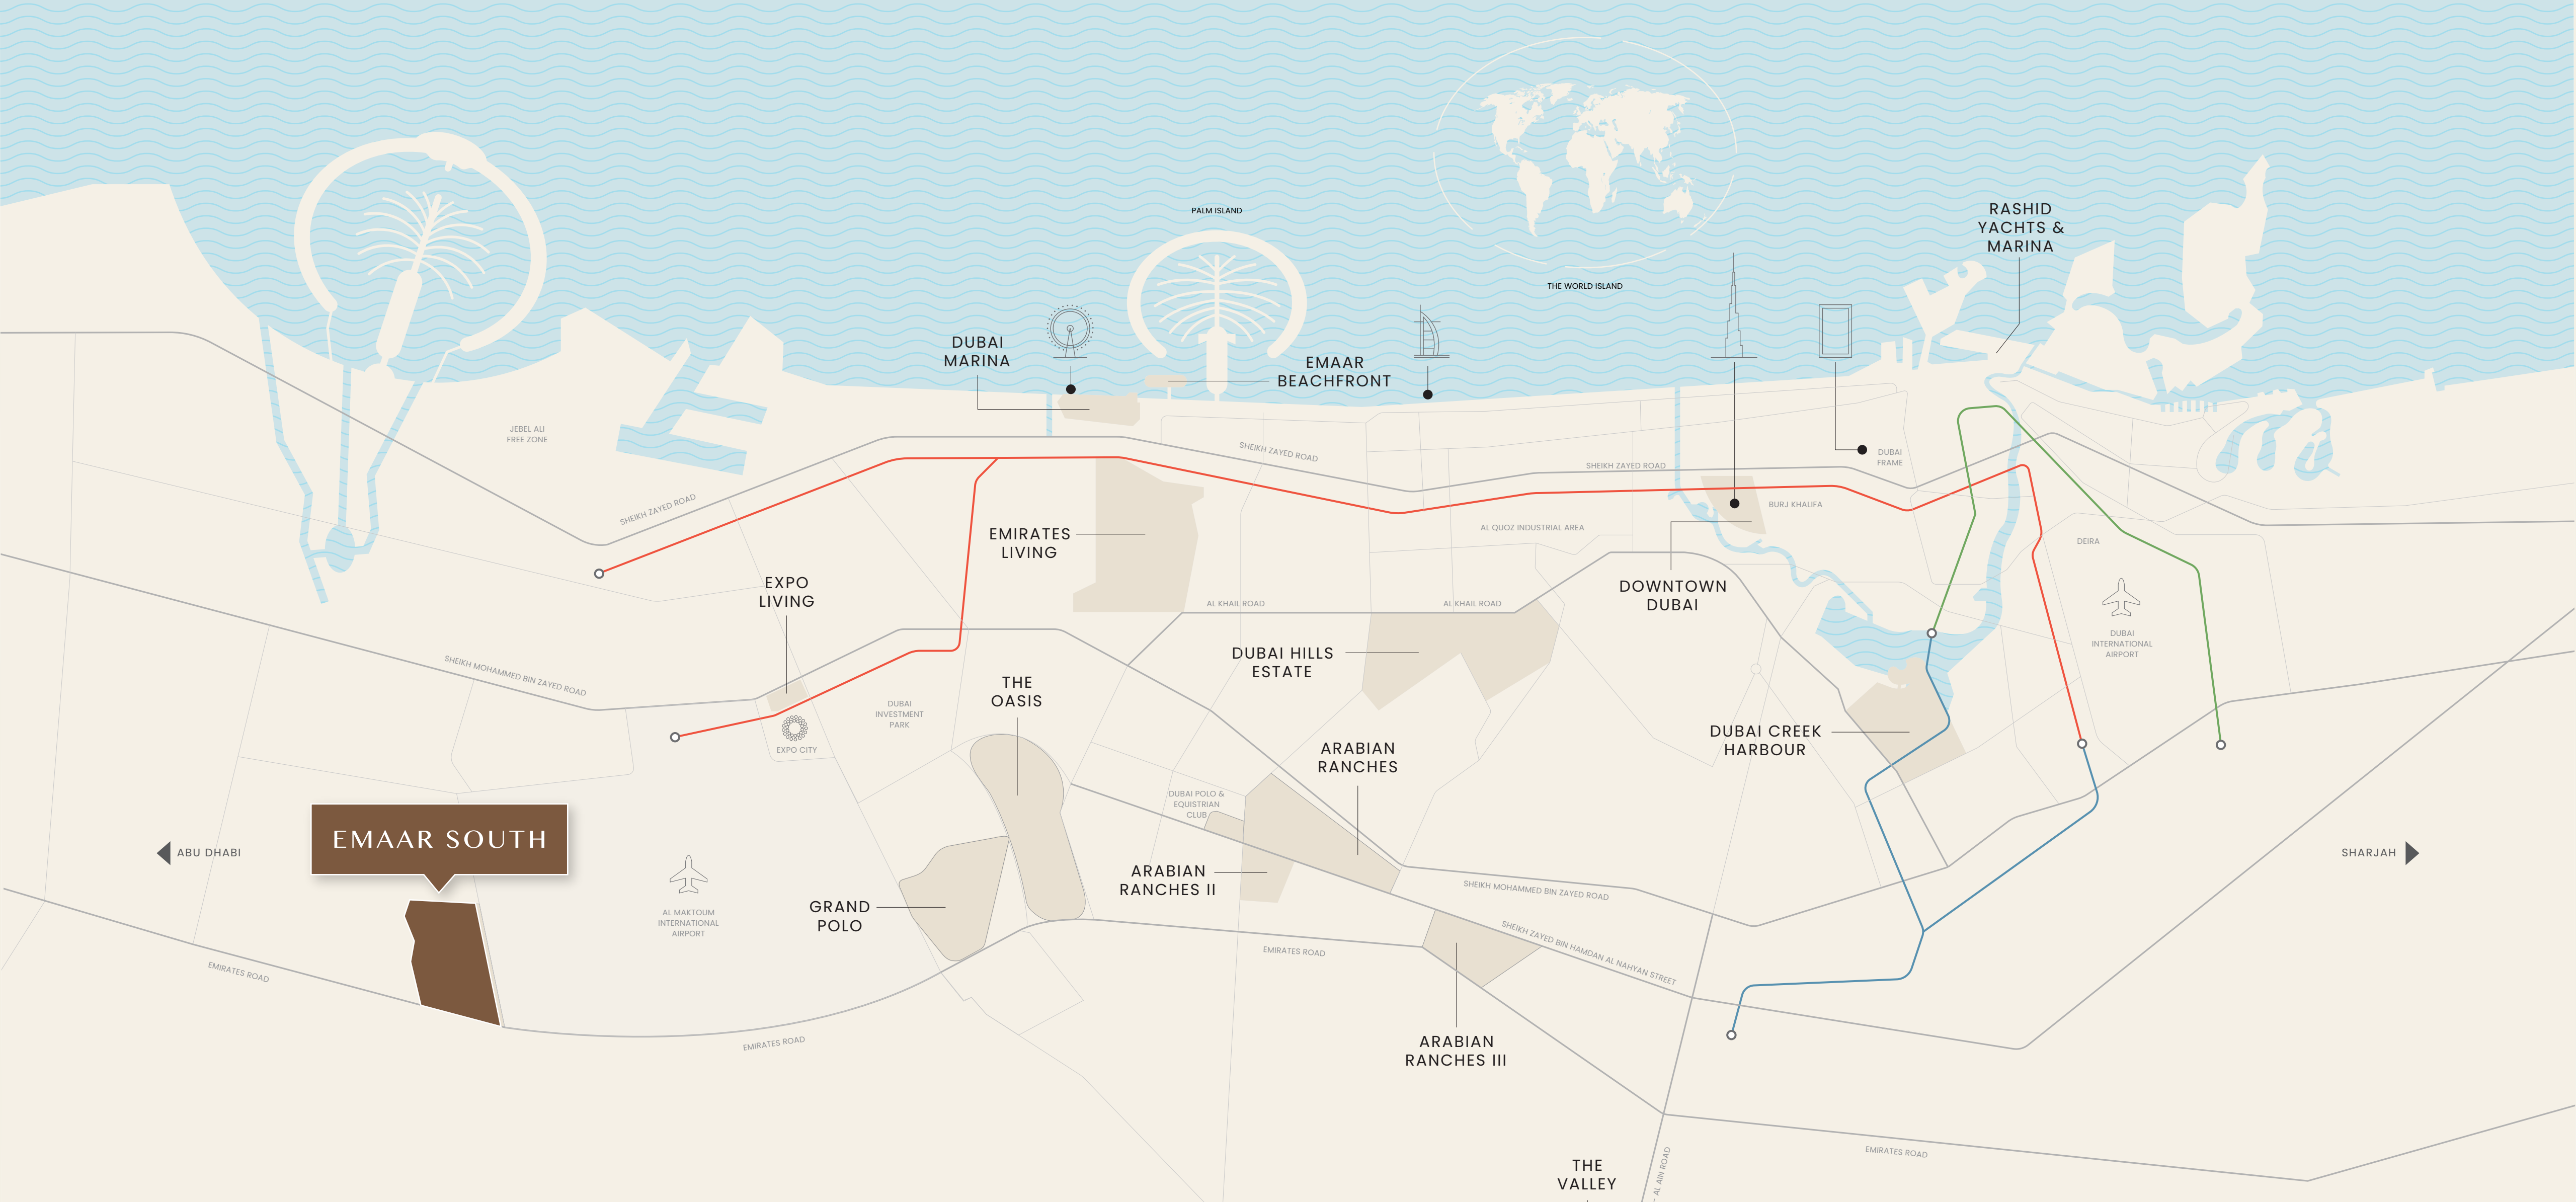 PALM ISLAND
THE WORLD ISLAND
RASHID
YACHTS &
MARINA
DUBAI
MARINA
EMAAR
BEACHFRONT
JEBEL ALI
FREE ZONE
SHEIKH ZAYED ROAD
SHEIKH ZAYED ROAD
SHEIKH ZAYED ROAD
DUBAI
FRAME
BURJ KHALIFA
AL QUOZ INDUSTRIAL AREA
EMIRATES
LIVING
DEIRA
EXPO
LIVING
DOWNTOWN
DUBAI
AL KHAIL ROAD
AL KHAIL ROAD
DUBAI
INTERNATIONAL
AIRPORT
DUBAI HILLS
ESTATE
SHEIKH MOHAMMED BIN ZAYED ROAD
THE
OASIS
DUBAI
INVESTMENT
PARK
EXPO CITY
DUBAI CREEK
HARBOUR
ARABIAN
RANCHES
DUBAI POLO &
EQUISTRIAN
CLUB
EMAAR SOUTH
ABU DHABI
SHARJAH
ARABIAN
RANCHES II
SHEIKH MOHAMMED BIN ZAYED ROAD
GRAND
POLO
AL MAKTOUM
INTERNATIONAL
AIRPORT
SHEIKH ZAYED BIN HAMDAN AL NAHYAN STREET
EMIRATES ROAD
EMIRATES ROAD
EMIRATES ROAD
ARABIAN
RANCHES III
EMIRATES ROAD
THE
VALLEY
AL AIN ROAD